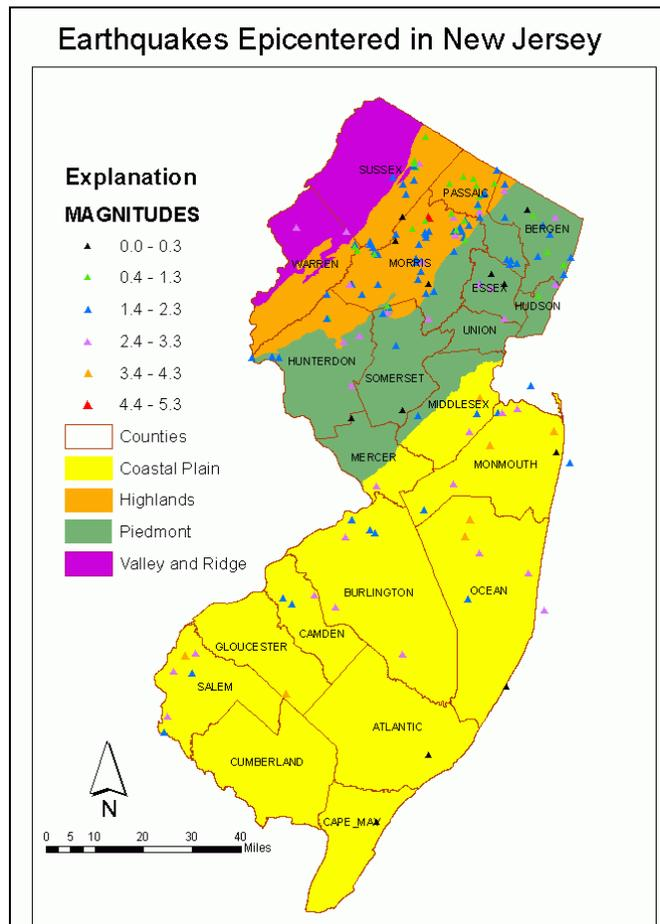 Earthquakes Epicentered in New Jersey
Explanation
MAGNITUDES
0.0 - 0.3
0.4 - 1.3
1.4 - 2.3
2.4 - 3.3
3.4 - 4.3
4.4 - 5.3
Counties
Coastal Plain
Highlands
Piedmont
Valley and Ridge
SUSSEX
PASSAIC
BERGEN
WARREN
MORRIS
ESSEX
HUDSON
UNION
HUNTERDON
SOMERSET
MIDDLESEX
MERCER
MONMOUTH
OCEAN
BURLINGTON
CAMDEN
GLOUCESTER
SALEM
ATLANTIC
CUMBERLAND
CAPE_MAY
N
0 5 10 20 30 40
Miles